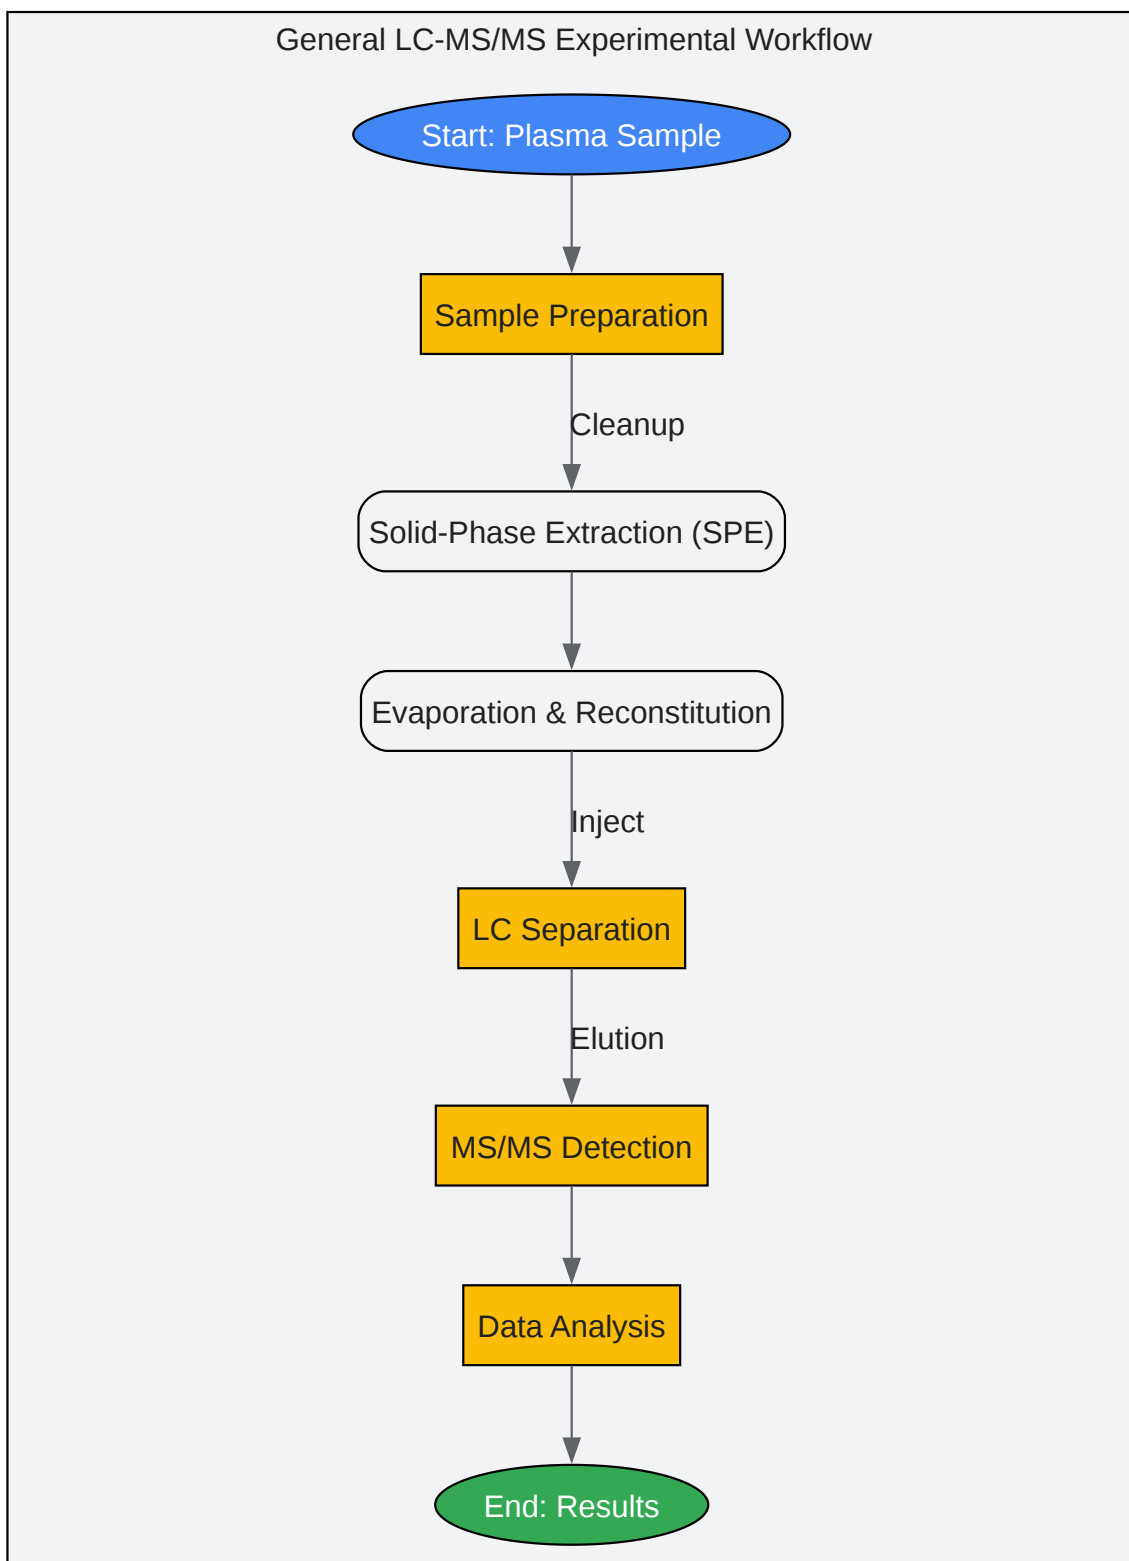 General LC-MS/MS Experimental Workflow
Start: Plasma Sample
Sample Preparation
Cleanup
Solid-Phase Extraction (SPE)
Evaporation & Reconstitution
Inject
LC Separation
Elution
MS/MS Detection
Data Analysis
End: Results